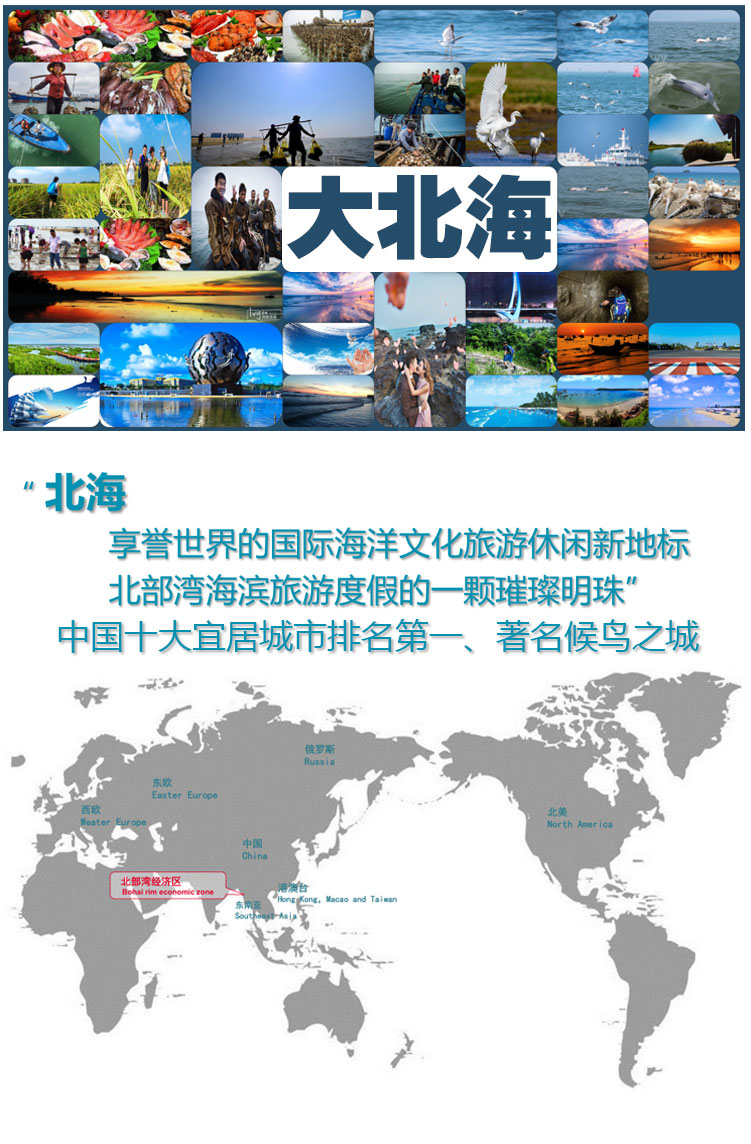 大北海
“北海
享誉世界的国际海洋文化旅游休闲新地标
北部湾海滨旅游度假的一颗璀璨明珠”
中国十大宜居城市排名第一、著名候鸟之城
俄罗斯
Russia
东欧
Easter Europe
西欧
Weater Europe
北美
North America
中国
China
北部湾经济区
Bohai rim economic zone
港澳台
Hong Kong, Macao and Taiwan
东南亚
Southeast Asia